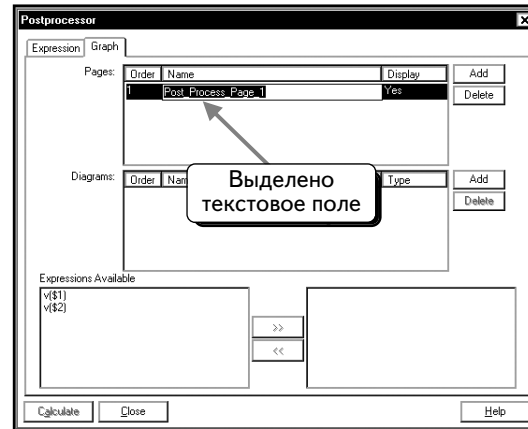 Postprocessor
Expression Graph
Pages: Order Name Display Add
1 Post_Process_Page_1 Yes Delete
Выделено
текстовое поле
Diagrams: Order Type Add
Delete
Expressions Available
v($1)
v($2)
>>
<<
Calculate Close Help